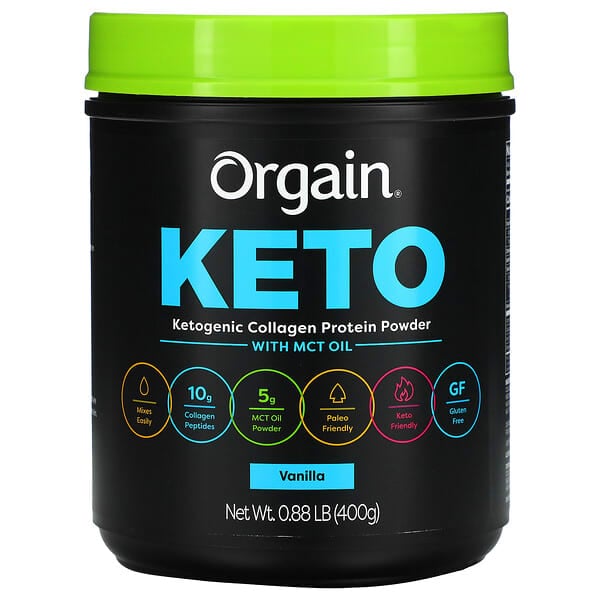 Orgain®
KETO
Ketogenic Collagen Protein Powder
WITH MCT OIL
Mixes
Easily
10g
Collagen
Peptides
5g
MCT Oil
Powder
Paleo
Friendly
Keto
Friendly
GF
Gluten
Free
Vanilla
Net Wt. 0.88 LB (400g)